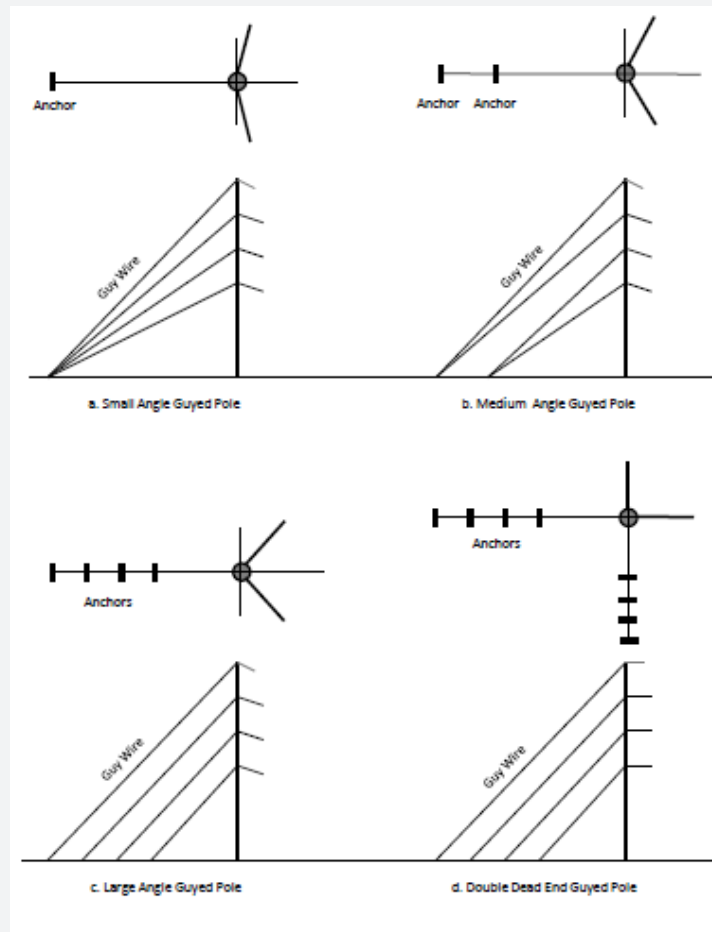 Anchor
Anchor Anchor
Guy Wire
Guy Wire
a. Small Angle Guyed Pole
b. Medium Angle Guyed Pole
Anchors
Anchors
Guy Wire
Guy Wire
c. Large Angle Guyed Pole
d. Double Dead End Guyed Pole